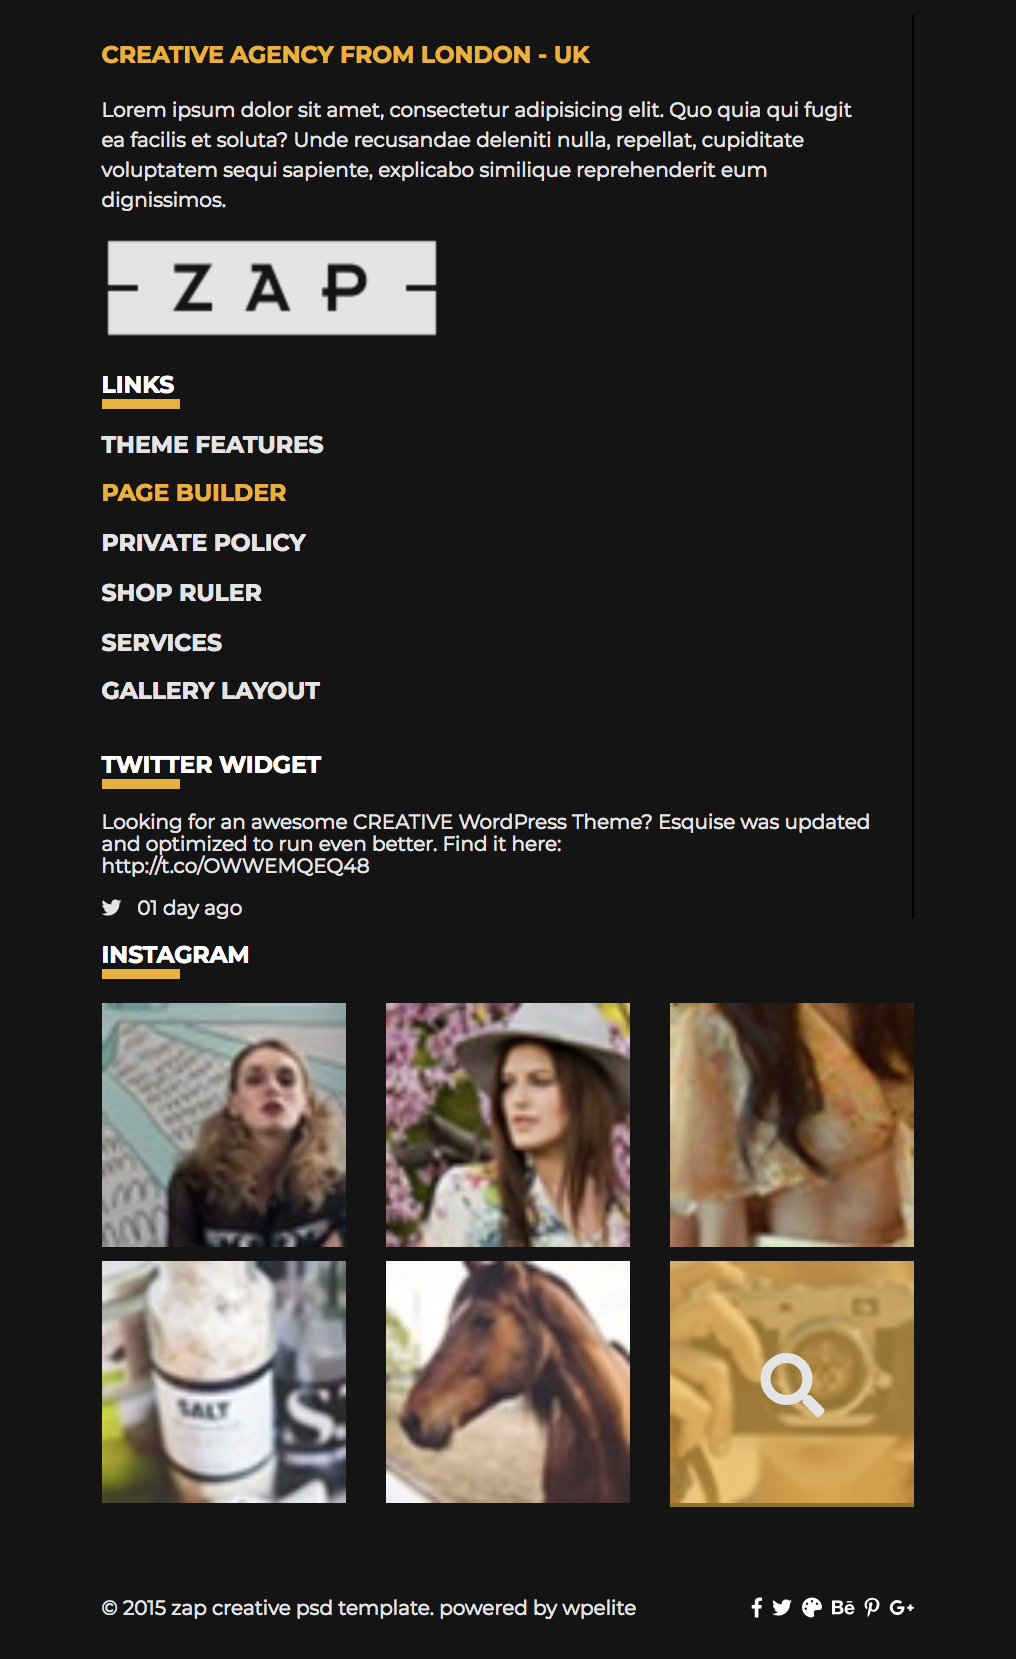 CREATIVE AGENCY FROM LONDON - UK
Lorem ipsum dolor sit amet, consectetur adipisicing elit. Quo quia qui fugit
ea facilis et soluta? Unde recusandae deleniti nulla, repellat, cupiditate
voluptatem sequi sapiente, explicabo similique reprehenderit eum
dignissimos.
ZAP
LINKS
THEME FEATURES
PAGE BUILDER
PRIVATE POLICY
SHOP RULER
SERVICES
GALLERY LAYOUT
TWITTER WIDGET
Looking for an awesome CREATIVE WordPress Theme? Esquise was updated
and optimized to run even better. Find it here:
http://t.co/OWWEMQEQ48
01 day ago
INSTAGRAM
SALT
© 2015 zap creative psd template. powered by wpelite
Bē
G+